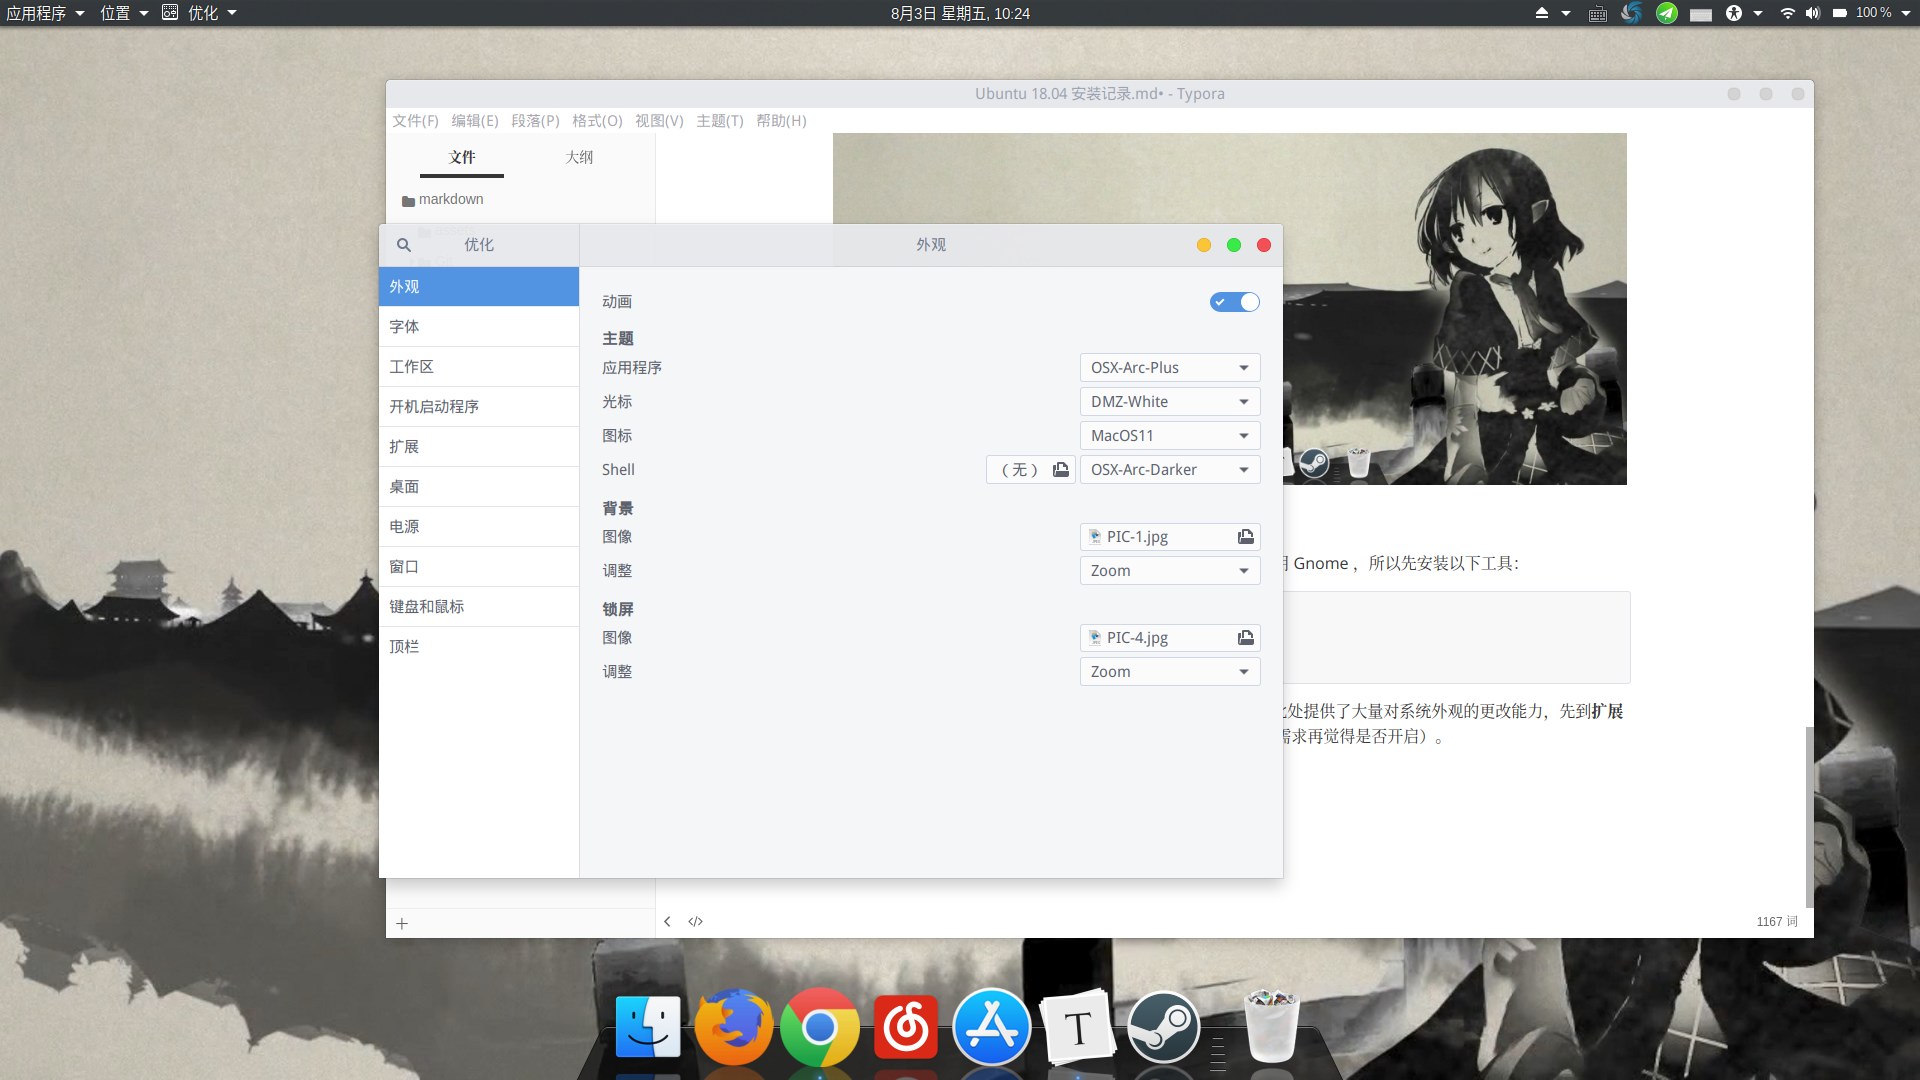 应用程序 位置 优化 8月3日 星期五, 10:24 100 %
Ubuntu 18.04 安装记录.md• - Typora
文件(F) 编辑(E) 段落(P) 格式(O) 视图(V) 主题(T) 帮助(H)
文件 大纲
markdown
优化 外观
外观
字体
工作区
开机启动程序
扩展
桌面
电源
窗口
键盘和鼠标
顶栏
动画
主题
应用程序 OSX-Arc-Plus
光标 DMZ-White
图标 MacOS11
Shell （无） OSX-Arc-Darker
背景
图像 PIC-1.jpg
调整 Zoom
锁屏
图像 PIC-4.jpg
调整 Zoom
Gnome ，所以先安装以下工具：
处提供了大量对系统外观的更改能力，先到扩展
需求再觉得是否开启）。
1167 词
T